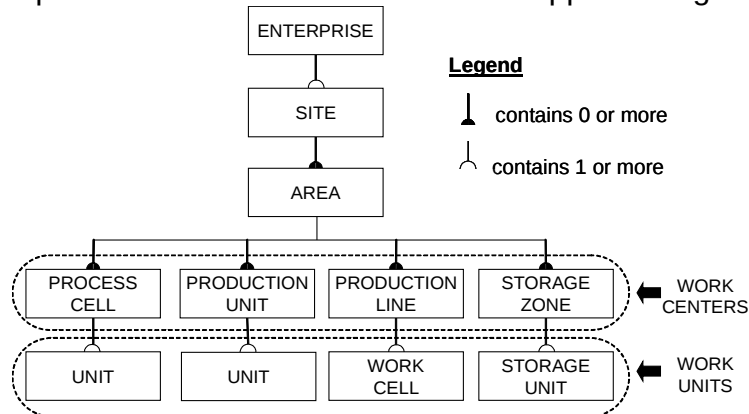 ENTERPRISE
Legend
SITE
contains 0 or more
contains 1 or more
AREA
PROCESS
CELL
PRODUCTION
UNIT
PRODUCTION
LINE
STORAGE
ZONE
WORK
CENTERS
UNIT
UNIT
WORK
CELL
STORAGE
UNIT
WORK
UNITS